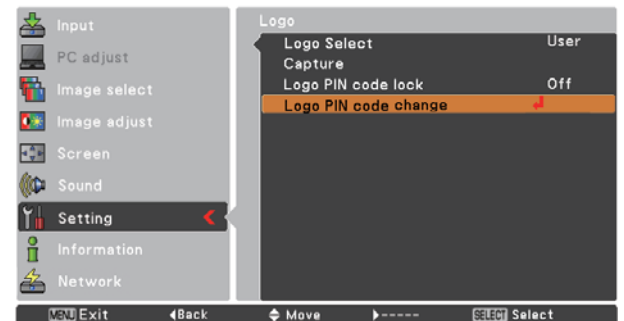 Input
PC adjust
Image select
Image adjust
Screen
Sound
Setting
Information
Network
Logo
Logo Select User
Capture
Logo PIN code lock Off
Logo PIN code change
MENU Exit ◀Back Move ▶----- SELECT Select